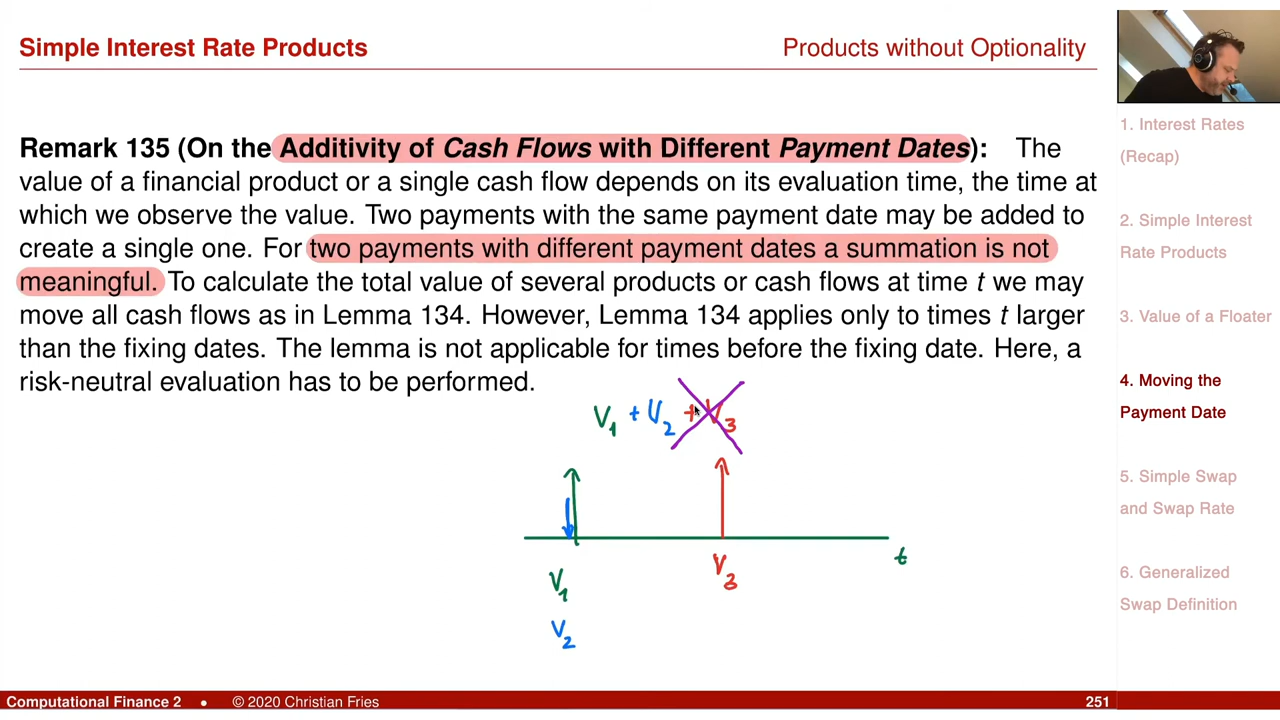 Simple Interest Rate Products
Products without Optionality
Remark 135 (On the Additivity of Cash Flows with Different Payment Dates): The
value of a financial product or a single cash flow depends on its evaluation time, the time at
which we observe the value. Two payments with the same payment date may be added to
create a single one. For two payments with different payment dates a summation is not
meaningful. To calculate the total value of several products or cash flows at time t we may
move all cash flows as in Lemma 134. However, Lemma 134 applies only to times t larger
than the fixing dates. The lemma is not applicable for times before the fixing date. Here, a
risk-neutral evaluation has to be performed.
V₁ + V₂ + V₃
t
V₁
V₃
V₂
1. Interest Rates
(Recap)
2. Simple Interest
Rate Products
3. Value of a Floater
4. Moving the
Payment Date
5. Simple Swap
and Swap Rate
6. Generalized
Swap Definition
Computational Finance 2 • © 2020 Christian Fries
251